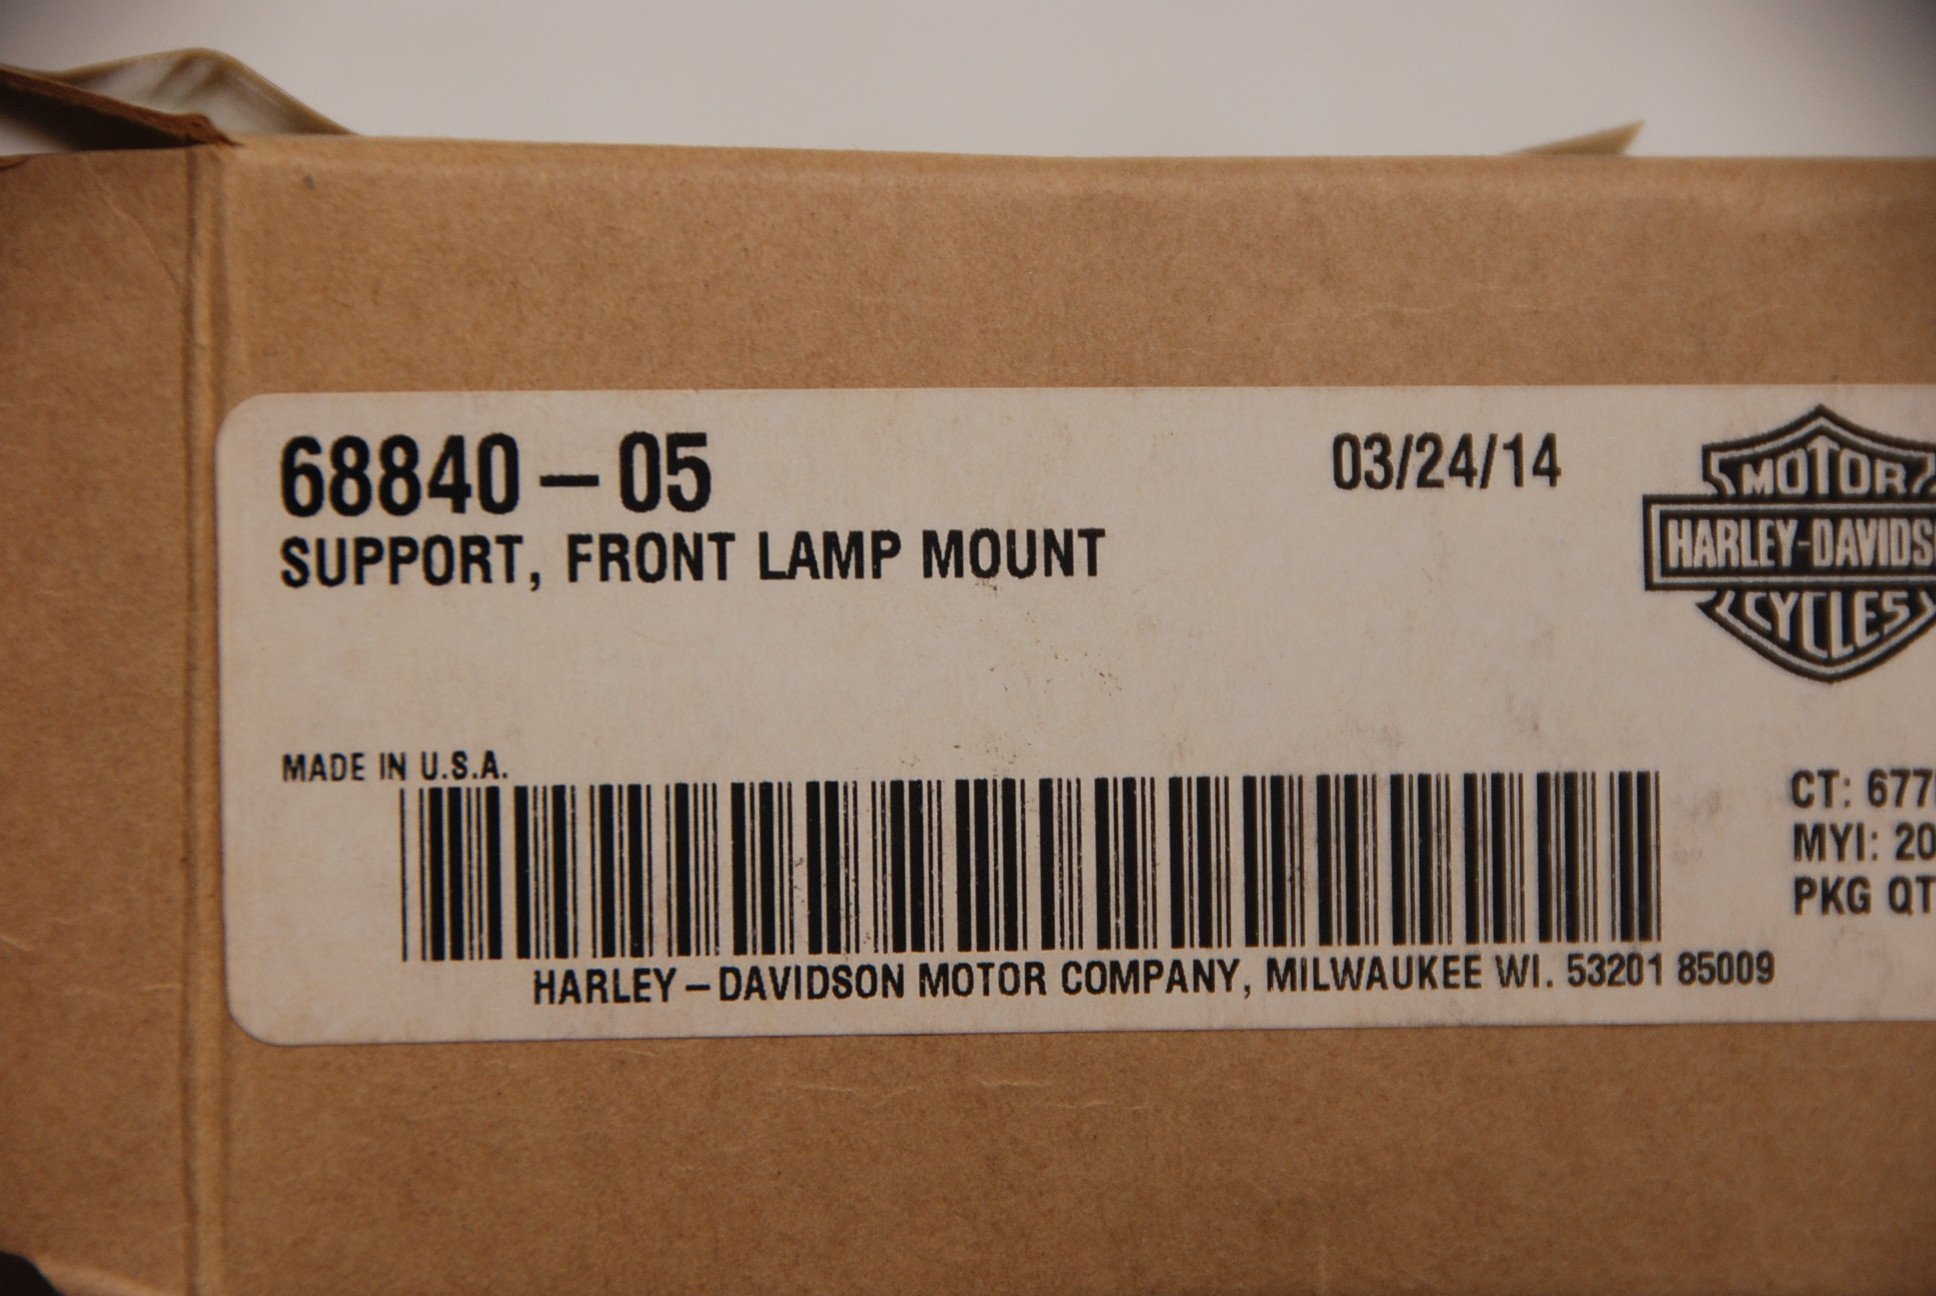 68840-05
03/24/14
SUPPORT, FRONT LAMP MOUNT
MOTOR
HARLEY-DAVIDS
CYCLES
MADE IN U.S.A.
CT: 677
MYI: 20
PKG QT
HARLEY-DAVIDSON MOTOR COMPANY, MILWAUKEE WI. 53201 85009